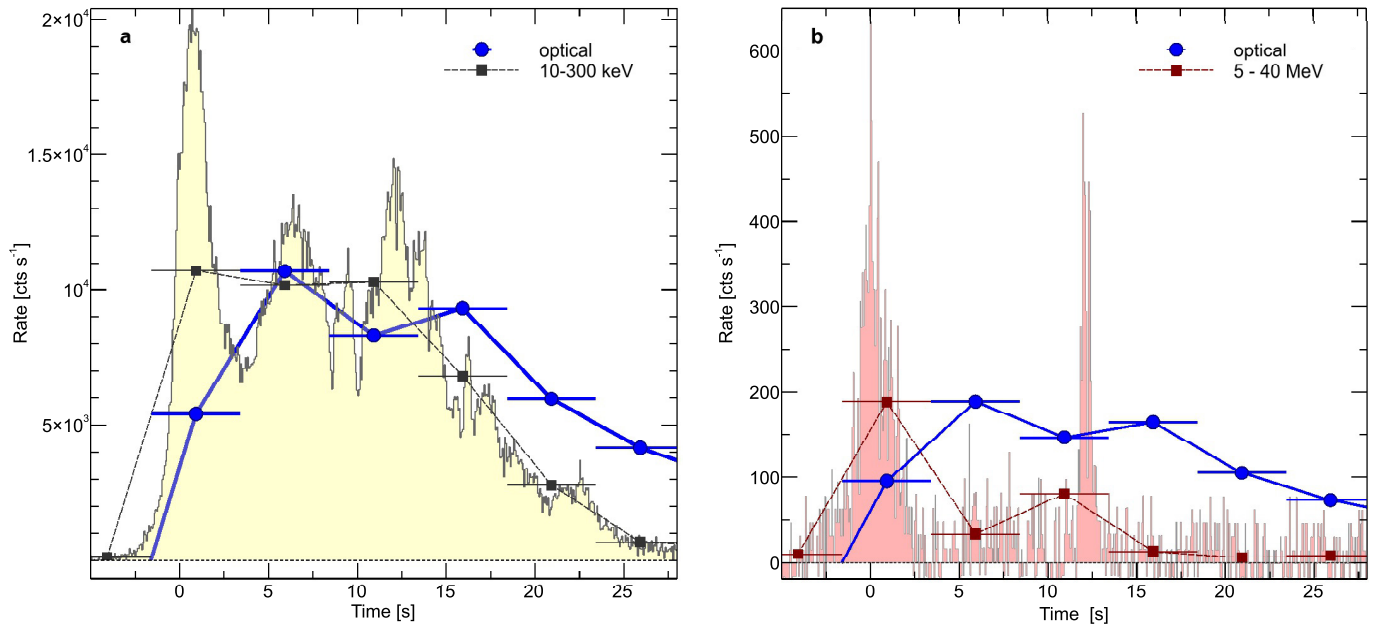 a
optical
10-300 keV
2×10⁴
1.5×10⁴
10⁴
5×10³
Rate [cts s⁻¹]
0 5 10 15 20 25
Time [s]
b
optical
5 - 40 MeV
600
500
400
300
200
100
0
Rate [cts s⁻¹]
0 5 10 15 20 25
Time [s]